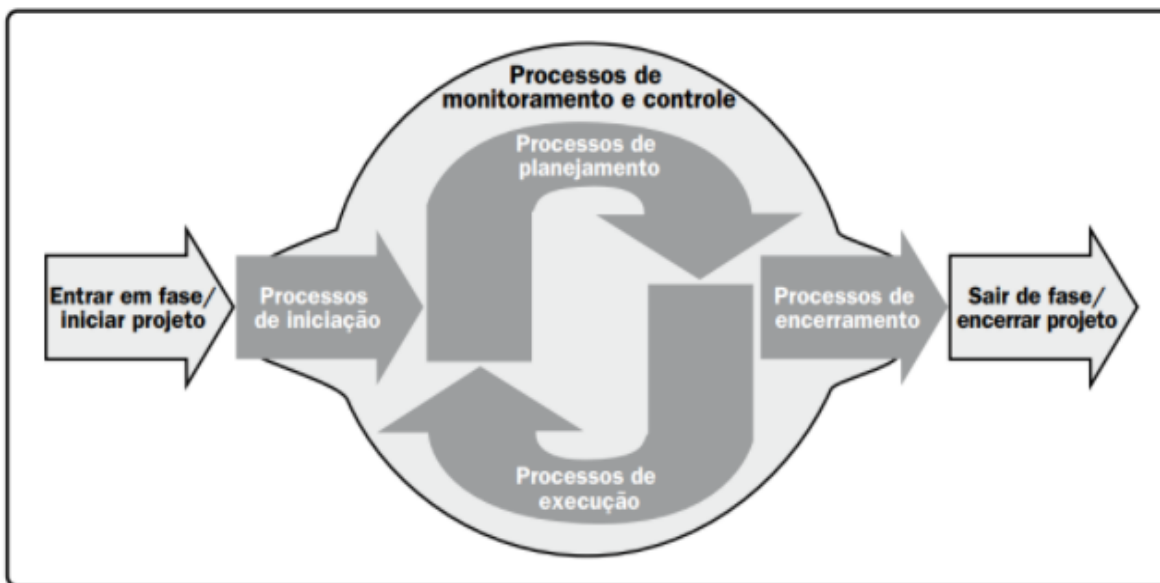 Processos de
monitoramento e controle
Processos de
planejamento
Entrar em fase/
iniciar projeto
Processos
de iniciação
Processos de
encerramento
Sair de fase/
encerrar projeto
Processos de
execução